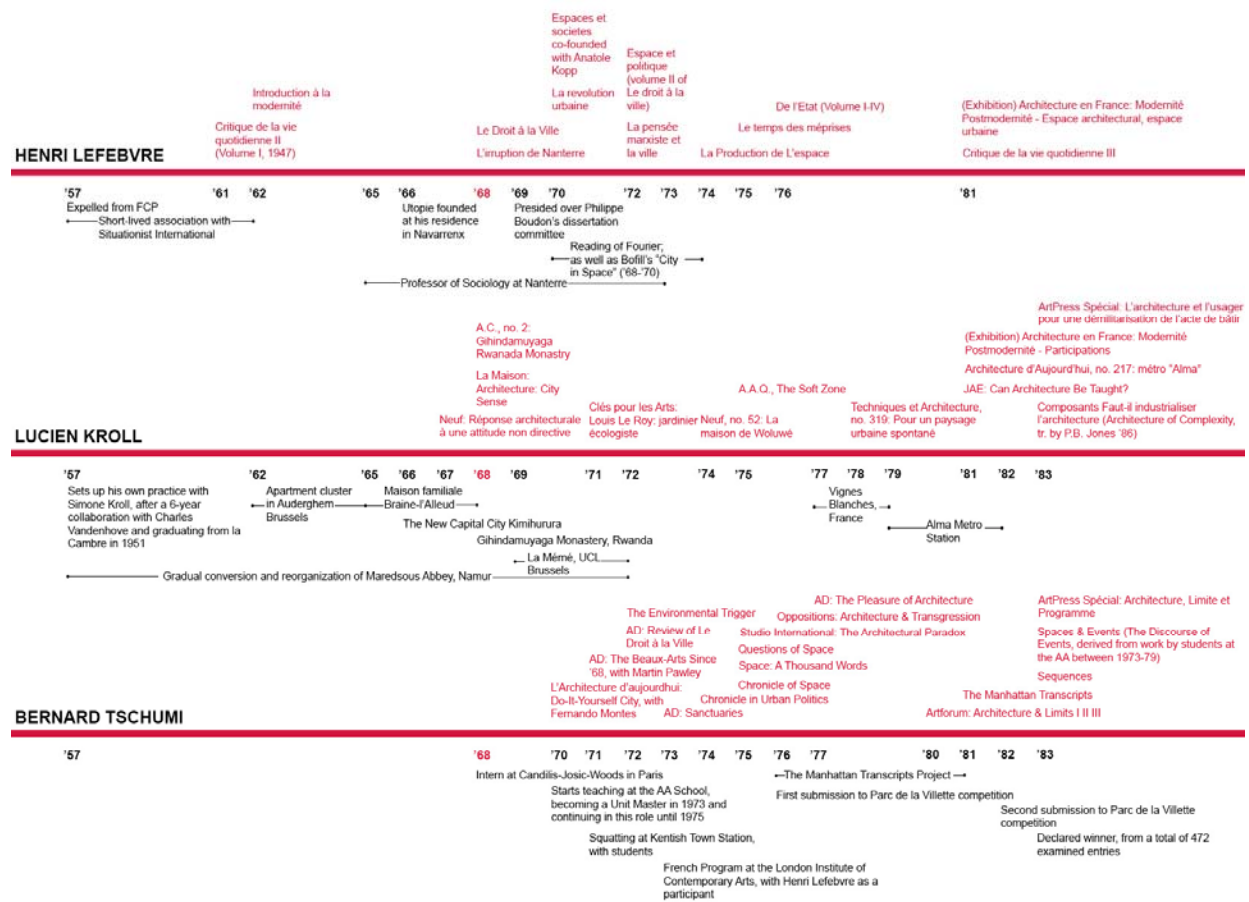 Espaces et
societes
co-founded
with Anatole
Kopp
La revolution
urbaine
Espace et
politique
(volume II of
Le droit à la
ville)
La pensée
marxiste et
la ville
Introduction à la
modernité
Critique de la vie
quotidienne II
(Volume I, 1947)
Le Droit à la Ville
L'irruption de Nanterre
De l'Etat (Volume I-IV)
Le temps des méprises
La Production de L'espace
(Exhibition) Architecture en France: Modernité
Postmodernité - Espace architectural, espace
urbaine
Critique de la vie quotidienne III
HENRI LEFEBVRE
'57 '61 '62 '65 '66 '68 '69 '70 '72 '73 '74 '75 '76 '81
Expelled from FCP
Short-lived association with
Situationist International
Utopie founded
at his residence
in Navarrenx
Presided over Philippe
Boudon's dissertation
committee
Reading of Fourier;
as well as Bofill's "City
in Space" ('68-'70)
Professor of Sociology at Nanterre
A.C., no. 2:
Gihindamuyaga
Rwanada Monastry
La Maison:
Architecture: City
Sense
Neuf: Réponse architecturale
à une attitude non directive
Clés pour les Arts:
Louis Le Roy: jardinier
écologiste
A.A.Q., The Soft Zone
Neuf, no. 52: La
maison de Woluwé
Techniques et Architecture,
no. 319: Pour un paysage
urbaine spontané
ArtPress Spécial: L'architecture et l'usager
pour une démilitarisation de l'acte de bâtir
(Exhibition) Architecture en France: Modernité
Postmodernité - Participations
Architecture d'Aujourd'hui, no. 217: métro "Alma"
JAE: Can Architecture Be Taught?
Composants Faut-il industrialiser
l'architecture (Architecture of Complexity,
tr. by P.B. Jones '86)
LUCIEN KROLL
'57 '62 '65 '66 '67 '68 '69 '71 '72 '74 '75 '77 '78 '79 '81 '82 '83
Sets up his own practice with
Simone Kroll, after a 6-year
collaboration with Charles
Vandenhove and graduating from la
Cambre in 1951
Apartment cluster
in Auderghem
Brussels
Maison familiale
Braine-l'Alleud
The New Capital City Kimihurura
Gihindamuyaga Monastery, Rwanda
La Mémé, UCL
Brussels
Gradual conversion and reorganization of Maredsous Abbey, Namur
Vignes
Blanches,
France
Alma Metro
Station
The Environmental Trigger
AD: Review of Le
Droit à la Ville
AD: The Beaux-Arts Since
'68, with Martin Pawley
L'Architecture d'aujourdhui:
Do-It-Yourself City, with
Fernando Montes
AD: Sanctuaries
AD: The Pleasure of Architecture
Oppositions: Architecture & Transgression
Studio International: The Architectural Paradox
Questions of Space
Space: A Thousand Words
Chronicle of Space
Chronicle in Urban Politics
ArtPress Spécial: Architecture, Limite et
Programme
Spaces & Events (The Discourse of
Events, derived from work by students at
the AA between 1973-79)
Sequences
The Manhattan Transcripts
Artforum: Architecture & Limits I II III
BERNARD TSCHUMI
'57 '68 '70 '71 '72 '73 '74 '75 '76 '77 '80 '81 '82 '83
Intern at Candilis-Josic-Woods in Paris
Starts teaching at the AA School,
becoming a Unit Master in 1973 and
continuing in this role until 1975
Squatting at Kentish Town Station,
with students
French Program at the London Institute of
Contemporary Arts, with Henri Lefebvre as a
participant
The Manhattan Transcripts Project
First submission to Parc de la Villette competition
Second submission to Parc de la Villette
competition
Declared winner, from a total of 472
examined entries